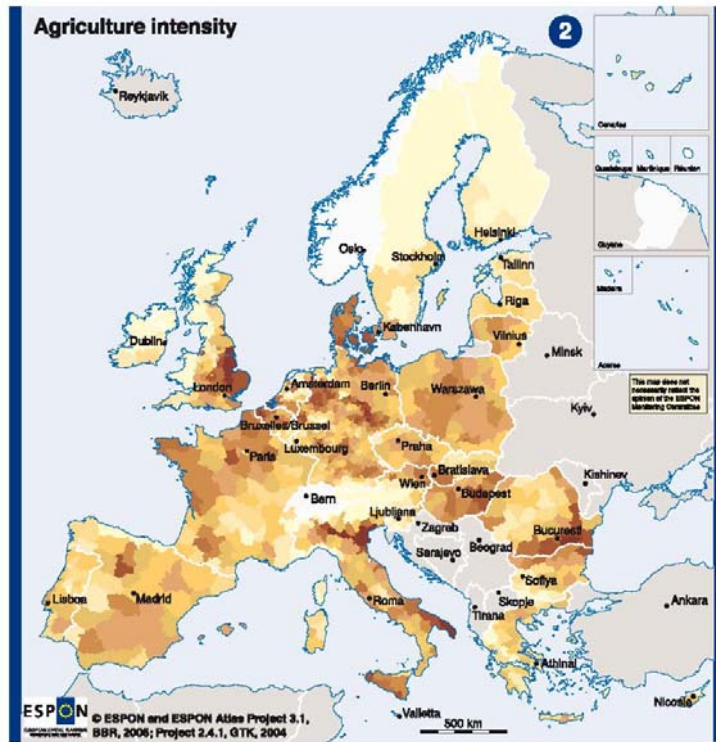 Agriculture intensity
2
Reykjavik
Canarias
Guadeloupe Martinique Réunion
Guyane
Madeira
Acores
This map does not
necessarily reflect the
opinion of the ESPON
Monitoring Committee
Helsinki
Oslo
Stockholm
Tallinn
Riga
København
Dublin
Vilnius
Minsk
London
Amsterdam
Berlin
Warszawa
Kyiv
Bruxelles/Brussel
Luxembourg
Praha
Paris
Kishinev
Wien
Bratislava
Budapest
Bern
Ljubljana
Zagreb
Bucuresti
Beograd
Sarajevo
Sofiya
Lisboa
Madrid
Roma
Skopje
Tirana
Ankara
Athinai
Nicosie
Valletta
500 km
ESPON
© ESPON and ESPON Atlas Project 3.1,
BBR, 2006; Project 2.4.1, GTK, 2004